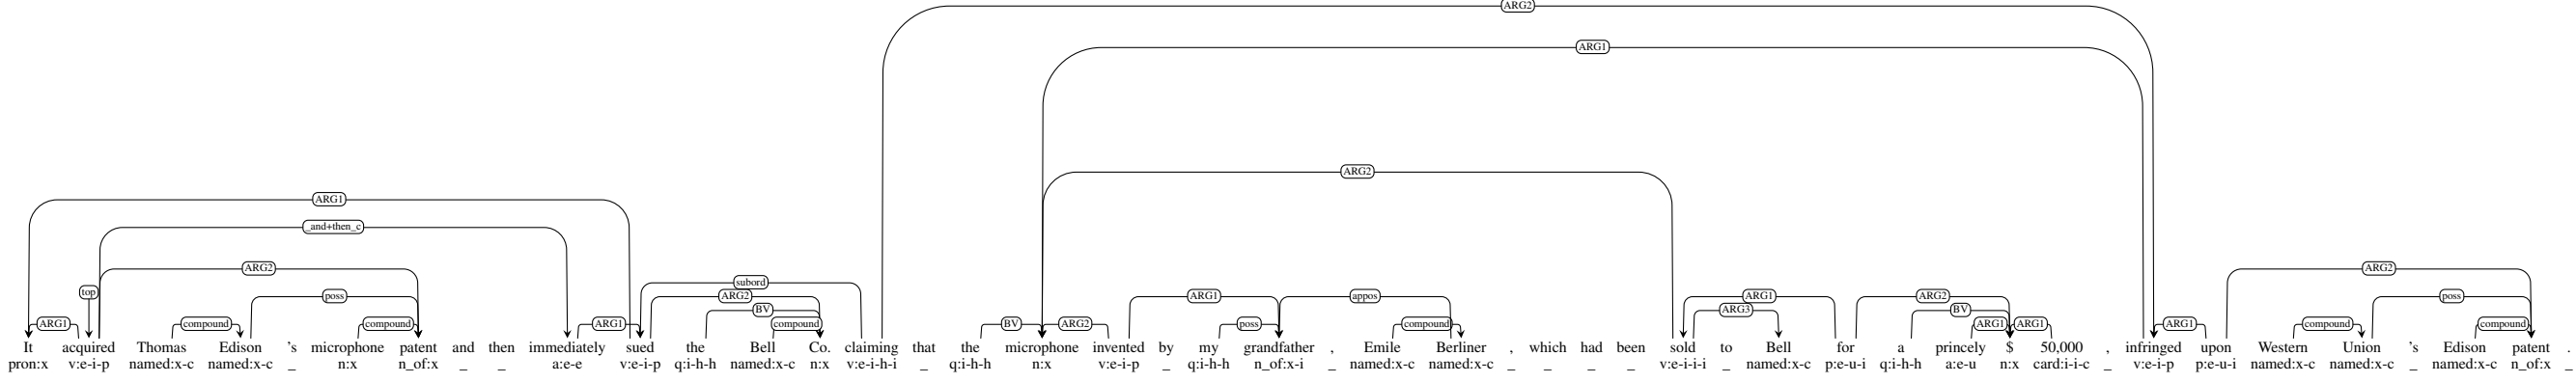 ARG2
ARG1
ARG2
ARG1
_and+then_c
ARG2 ARG2
subord
top poss ARG2 ARG1 appos ARG1 ARG2 poss
BV ARG3 BV
ARG1 compound compound ARG1 compound BV ARG2 poss compound ARG1 ARG1 ARG1 compound compound
It acquired Thomas Edison 's microphone patent and then immediately sued the Bell Co. claiming that the microphone invented by my grandfather , Emile Berliner , which had been sold to Bell for a princely $ 50,000 , infringed upon Western Union 's Edison patent .
pron:x v:e-i-p named:x-c named:x-c _ n:x n_of:x _ _ a:e-e v:e-i-p q:i-h-h named:x-c n:x v:e-i-h-i _ q:i-h-h n:x v:e-i-p _ q:i-h-h n_of:x-i _ named:x-c named:x-c _ _ _ _ v:e-i-i-i _ named:x-c p:e-u-i q:i-h-h a:e-u n:x card:i-i-c _ v:e-i-p p:e-u-i named:x-c named:x-c _ named:x-c n_of:x _